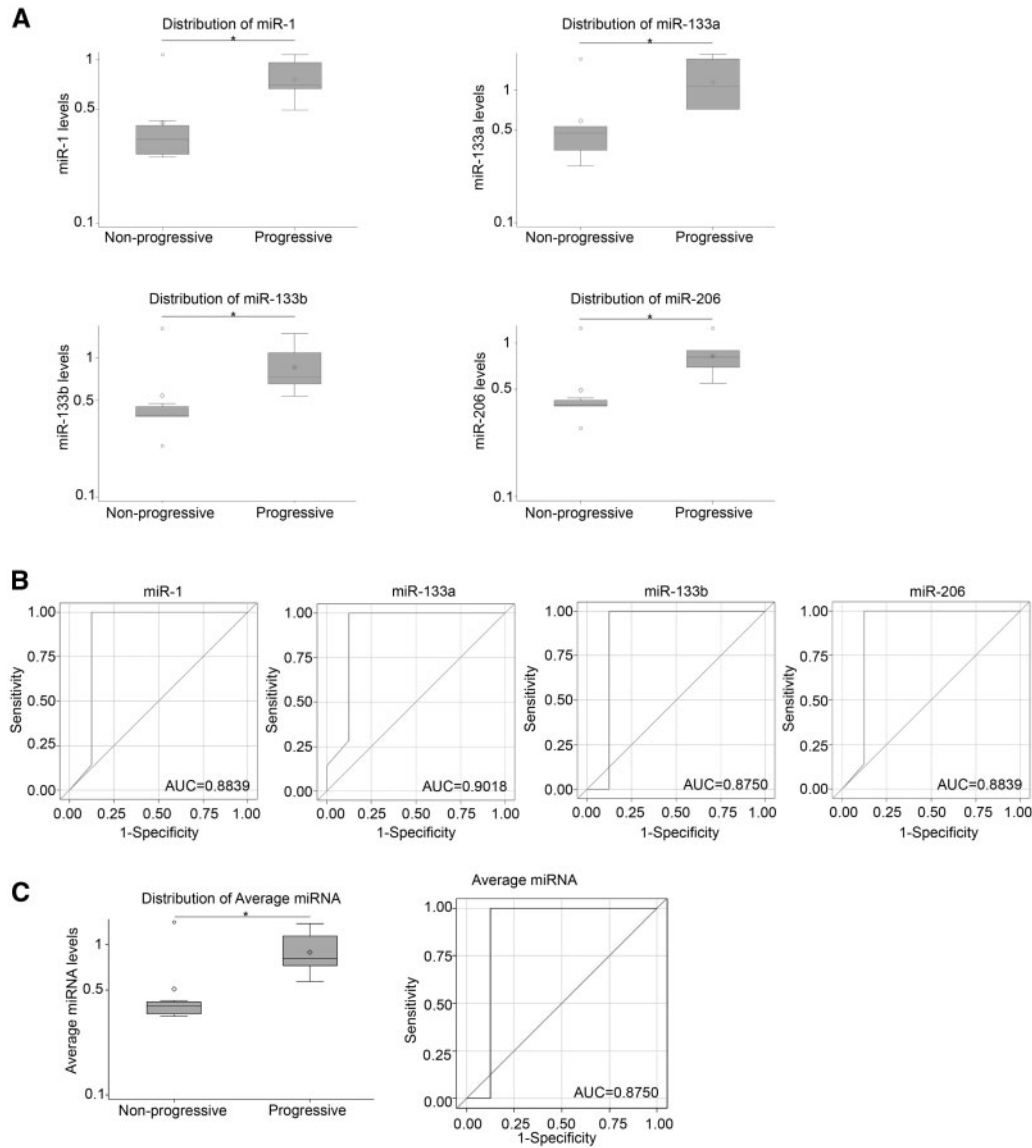 A
Distribution of miR-1
*
miR-1 levels
1
0.5
0.1
Non-progressive Progressive
Distribution of miR-133a
*
miR-133a levels
1
0.5
0.1
Non-progressive Progressive
Distribution of miR-133b
*
miR-133b levels
1
0.5
0.1
Non-progressive Progressive
Distribution of miR-206
*
miR-206 levels
1
0.5
0.1
Non-progressive Progressive
B
miR-1
Sensitivity
1.00
0.75
0.50
0.25
0.00
AUC=0.8839
0.00 0.25 0.50 0.75 1.00
1-Specificity
miR-133a
Sensitivity
1.00
0.75
0.50
0.25
0.00
AUC=0.9018
0.00 0.25 0.50 0.75 1.00
1-Specificity
miR-133b
Sensitivity
1.00
0.75
0.50
0.25
0.00
AUC=0.8750
0.00 0.25 0.50 0.75 1.00
1-Specificity
miR-206
Sensitivity
1.00
0.75
0.50
0.25
0.00
AUC=0.8839
0.00 0.25 0.50 0.75 1.00
1-Specificity
C
Distribution of Average miRNA
*
Average miRNA levels
1
0.5
0.1
Non-progressive Progressive
Average miRNA
Sensitivity
1.00
0.75
0.50
0.25
0.00
AUC=0.8750
0.00 0.25 0.50 0.75 1.00
1-Specificity